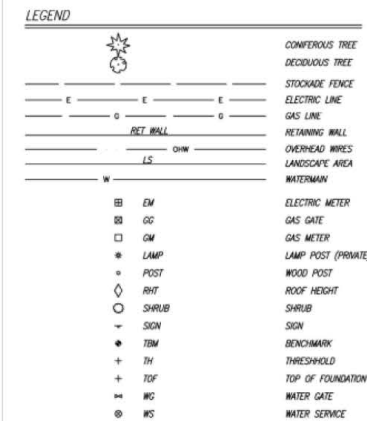 LEGEND
CONIFEROUS TREE
DECIDUOUS TREE
STOCKADE FENCE
E E E ELECTRIC LINE
G G GAS LINE
RET WALL RETAINING WALL
OHW OVERHEAD WIRES
LS LANDSCAPE AREA
W WATERMAIN
EM ELECTRIC METER
GG GAS GATE
GM GAS METER
LAMP LAMP POST (PRIVATE
POST WOOD POST
RHT ROOF HEIGHT
SHRUB SHRUB
SIGN SIGN
TBM BENCHMARK
TH THRESHHOLD
TOF TOP OF FOUNDATION
WG WATER GATE
WS WATER SERVICE